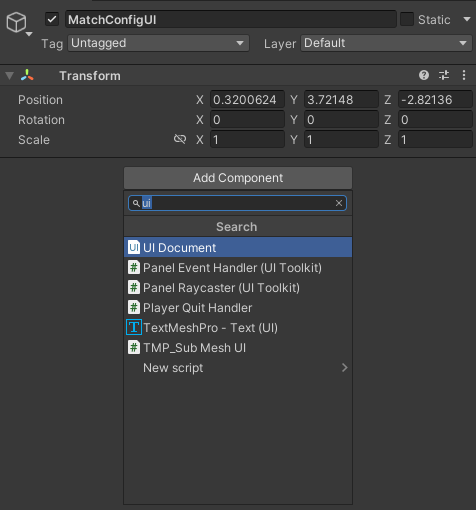 MatchConfigUI Static
Tag Untagged Layer Default
Transform
Position X 0.3200624 Y 3.72148 Z -2.82136
Rotation X 0 Y 0 Z 0
Scale X 1 Y 1 Z 1
Add Component
ui
Search
UI UI Document
# Panel Event Handler (UI Toolkit)
# Panel Raycaster (UI Toolkit)
# Player Quit Handler
T TextMeshPro - Text (UI)
# TMP_Sub Mesh UI
New script